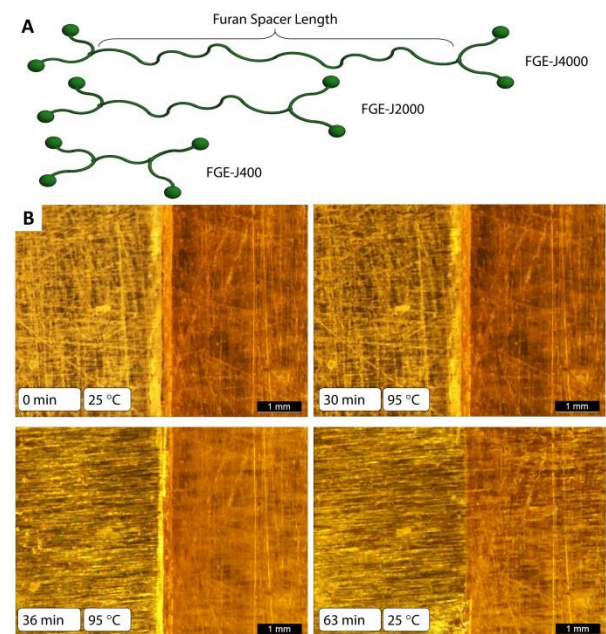 A
Furan Spacer Length
FGE-J4000
FGE-J2000
FGE-J400
B
0 min 25 °C
1 mm
30 min 95 °C
1 mm
36 min 95 °C
1 mm
63 min 25 °C
1 mm